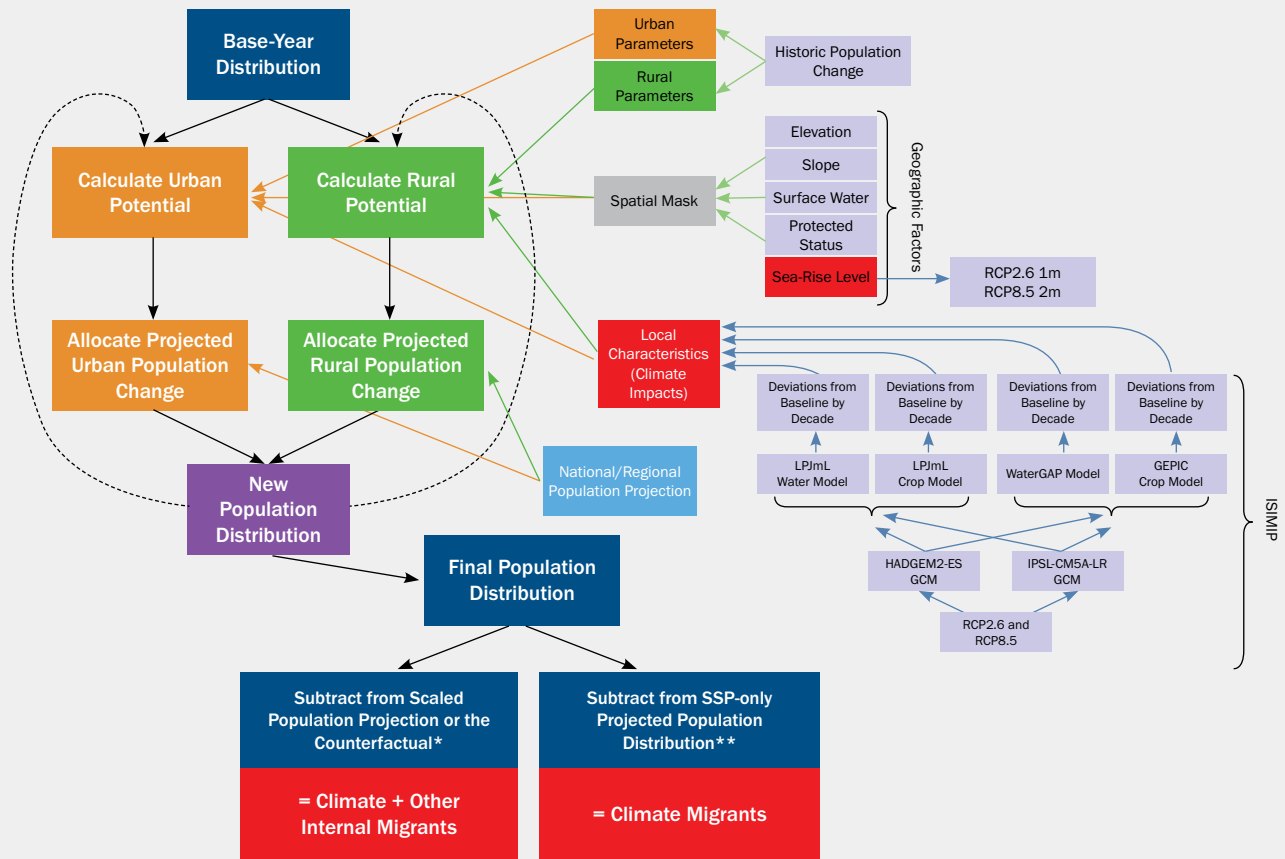 Base-Year
Distribution
Urban
Parameters
Rural
Parameters
Historic Population
Change
Calculate Urban
Potential
Calculate Rural
Potential
Spatial Mask
Elevation
Slope
Surface Water
Protected
Status
Sea-Rise Level
Geographic Factors
RCP2.6 1m
RCP8.5 2m
Allocate Projected
Urban Population
Change
Allocate Projected
Rural Population
Change
Local
Characteristics
(Climate
Impacts)
Deviations from
Baseline by
Decade
Deviations from
Baseline by
Decade
Deviations from
Baseline by
Decade
Deviations from
Baseline by
Decade
LPJmL
Water Model
LPJmL
Crop Model
WaterGAP Model
GEPIC
Crop Model
ISIMIP
National/Regional
Population Projection
New
Population
Distribution
HADGEM2-ES
GCM
IPSL-CM5A-LR
GCM
RCP2.6 and
RCP8.5
Final Population
Distribution
Subtract from Scaled
Population Projection or the
Counterfactual*
Subtract from SSP-only
Projected Population
Distribution**
= Climate + Other
Internal Migrants
= Climate Migrants